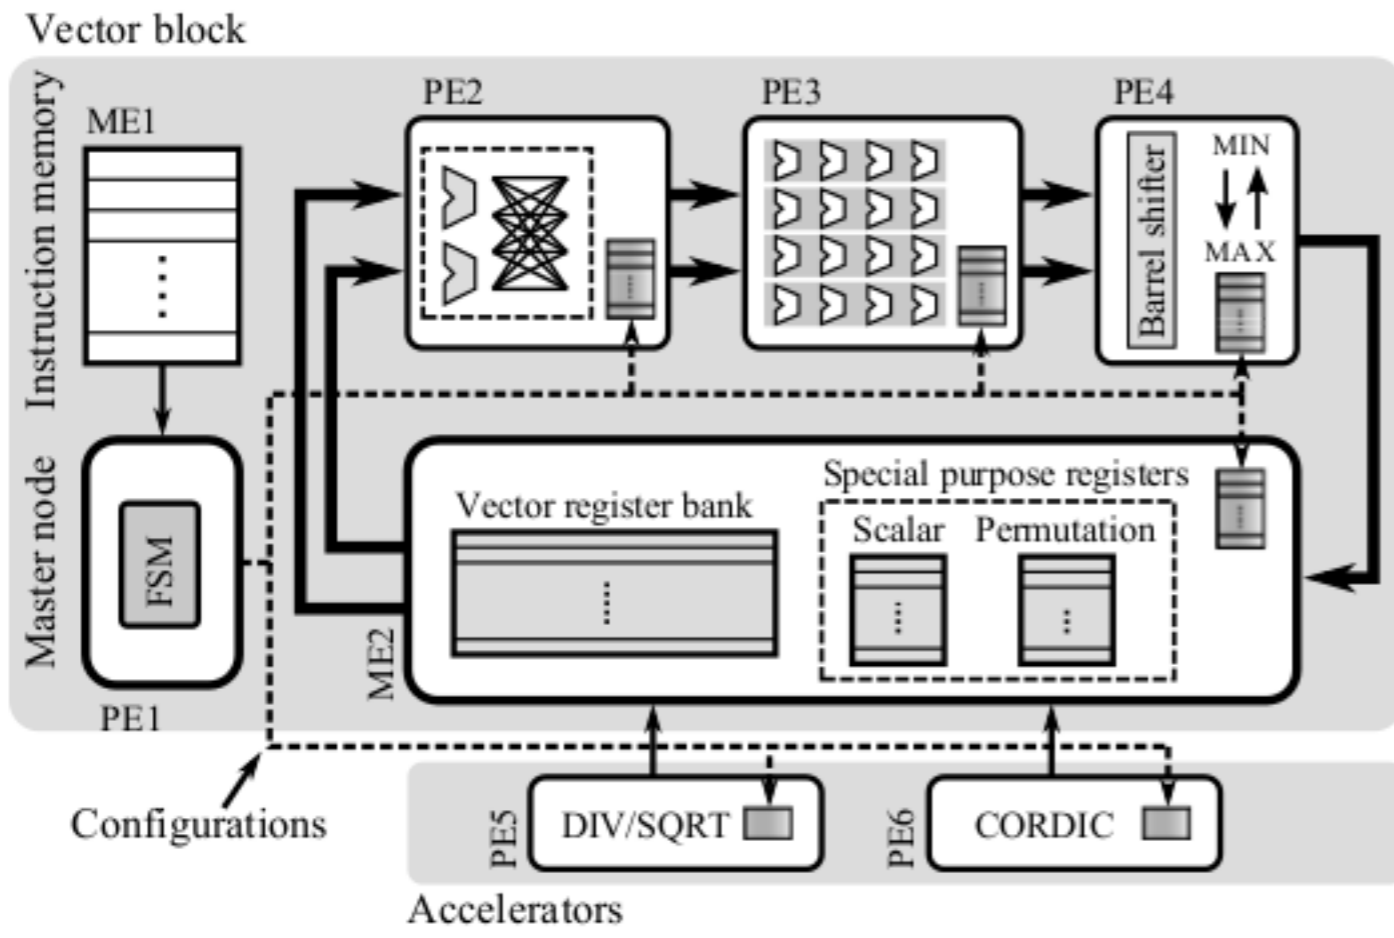 Vector block
Instruction memory
ME1
PE2
PE3
PE4
Barrel shifter
MIN
MAX
Master node
FSM
PE1
ME2
Vector register bank
Special purpose registers
Scalar
Permutation
Configurations
PE5
DIV/SQRT
PE6
CORDIC
Accelerators